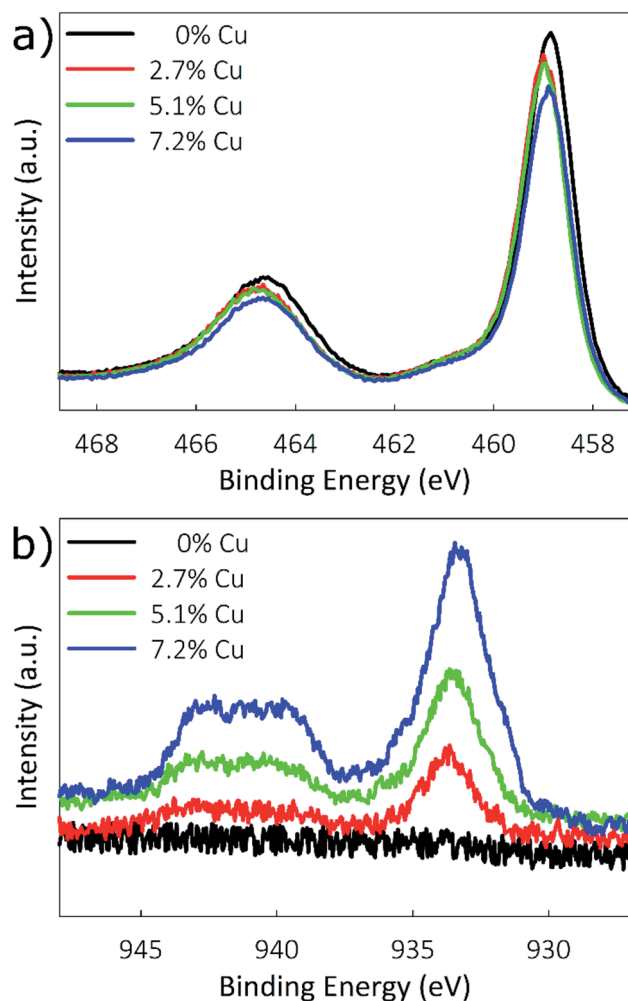 a)
0% Cu
2.7% Cu
5.1% Cu
7.2% Cu
Intensity (a.u.)
468 466 464 462 460 458
Binding Energy (eV)
b)
0% Cu
2.7% Cu
5.1% Cu
7.2% Cu
Intensity (a.u.)
945 940 935 930
Binding Energy (eV)